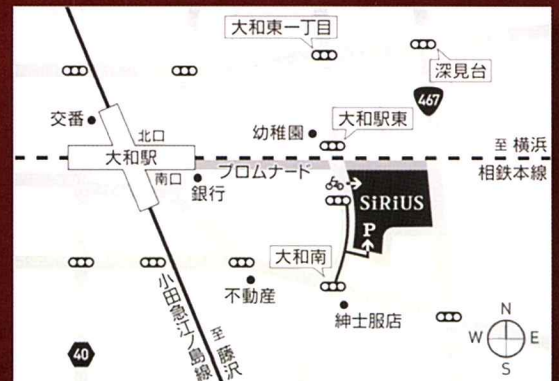 大和東一丁目
深見台
467
交番
北口
幼稚園
大和駅東
至 横浜
大和駅
相鉄本線
プロムナード
南口
銀行
SiRiUS
P
大和南
不動産
紳士服店
小田急江ノ島線
至 藤沢
40
N
W E
S